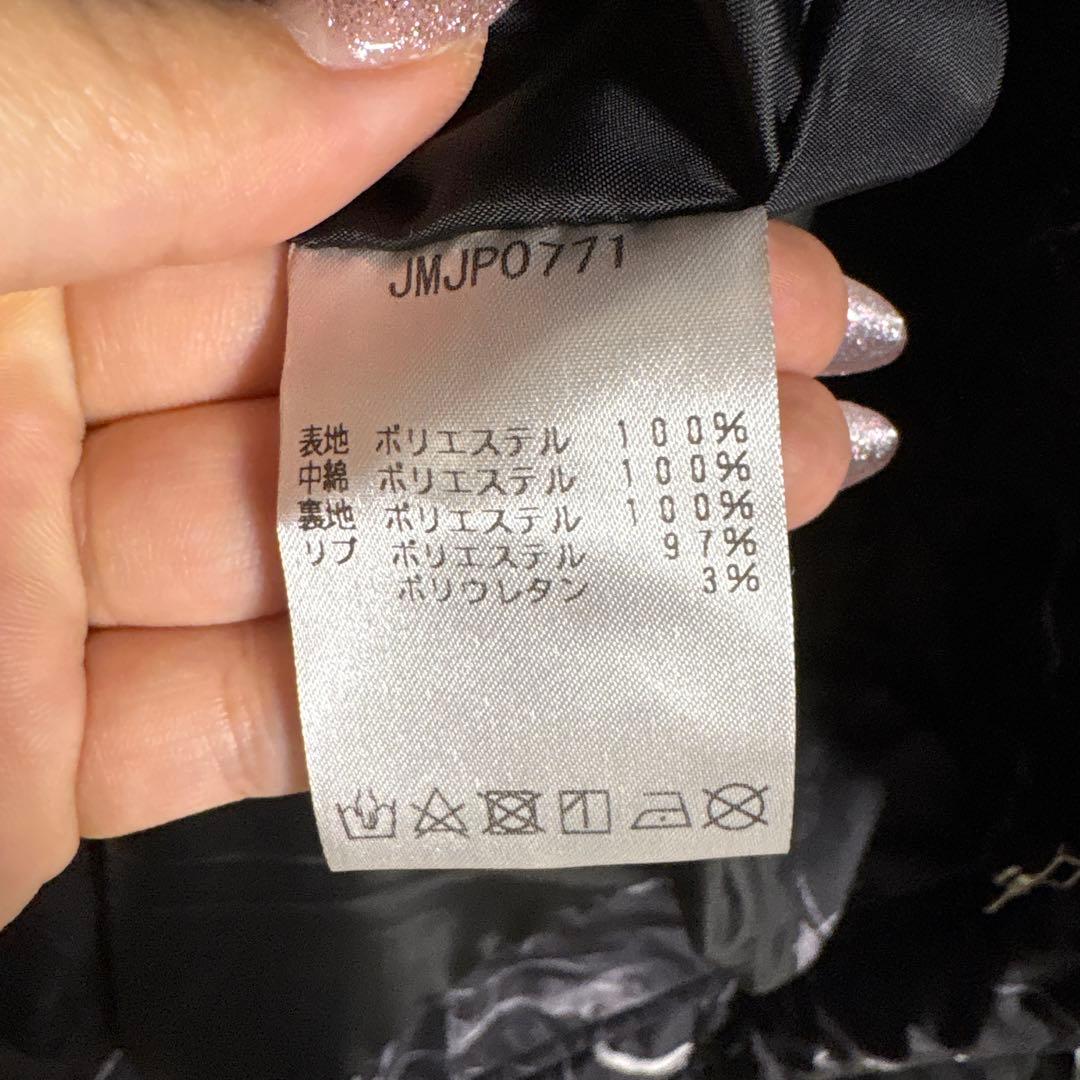 JMJP0771
表地 ポリエステル 100%
中綿 ポリエステル 100%
裏地 ポリエステル 100%
リブ ポリエステル 97%
ポリウレタン 3%